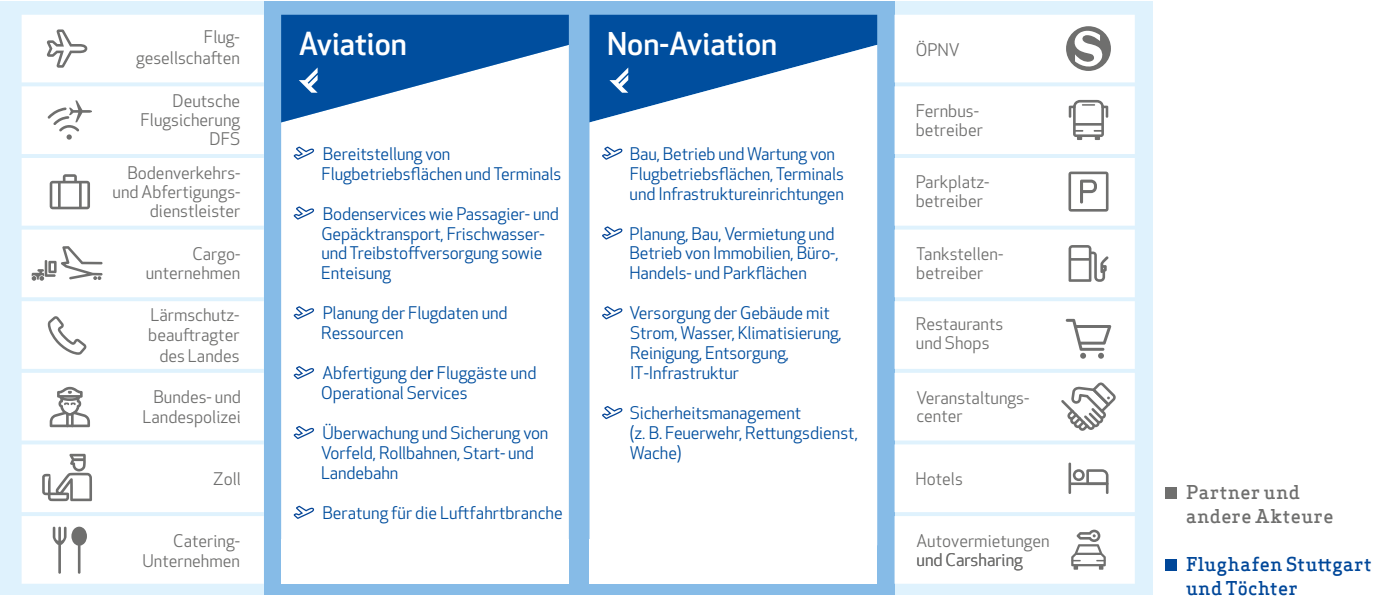 Flug-
gesellschaften
Deutsche
Flugsicherung
DFS
Bodenverkehrs-
und Abfertigungs-
dienstleister
Cargo-
unternehmen
Lärmschutz-
beauftragter
des Landes
Bundes- und
Landespolizei
Zoll
Catering-
Unternehmen
Aviation
Bereitstellung von
Flugbetriebsflächen und Terminals
Bodenservices wie Passagier- und
Gepäcktransport, Frischwasser-
und Treibstoffversorgung sowie
Enteisung
Planung der Flugdaten und
Ressourcen
Abfertigung der Fluggäste und
Operational Services
Überwachung und Sicherung von
Vorfeld, Rollbahnen, Start- und
Landebahn
Beratung für die Luftfahrtbranche
Non-Aviation
Bau, Betrieb und Wartung von
Flugbetriebsflächen, Terminals
und Infrastruktureinrichtungen
Planung, Bau, Vermietung und
Betrieb von Immobilien, Büro-,
Handels- und Parkflächen
Versorgung der Gebäude mit
Strom, Wasser, Klimatisierung,
Reinigung, Entsorgung,
IT-Infrastruktur
Sicherheitsmanagement
(z. B. Feuerwehr, Rettungsdienst,
Wache)
ÖPNV
S
Fernbus-
betreiber
Parkplatz-
betreiber
P
Tankstellen-
betreiber
Restaurants
und Shops
Veranstaltungs-
center
Hotels
Autovermietungen
und Carsharing
Partner und
andere Akteure
Flughafen Stuttgart
und Töchter